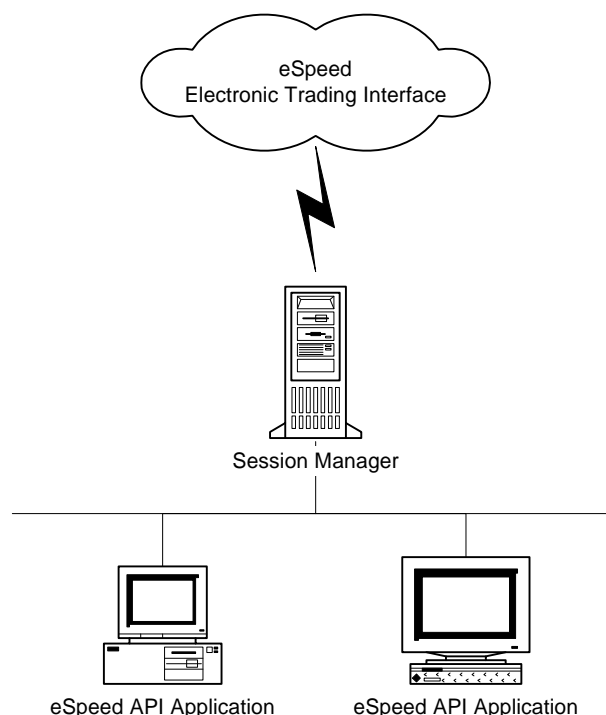 eSpeed
Electronic Trading Interface
Session Manager
eSpeed API Application
eSpeed API Application